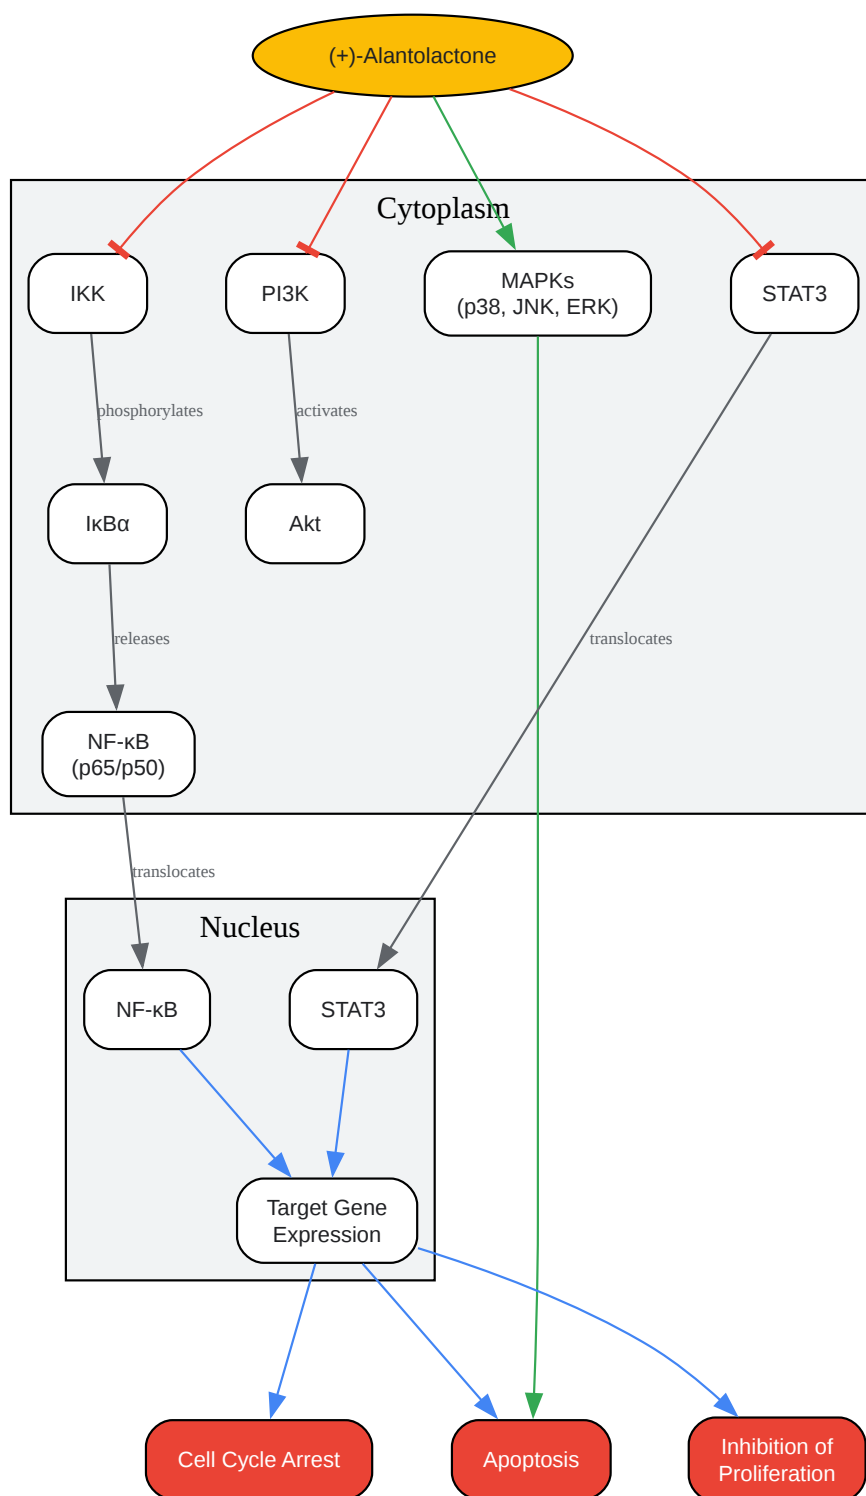 (+)-Alantolactone
Cytoplasm
IKK
PI3K
MAPKs
(p38, JNK, ERK)
STAT3
phosphorylates
activates
IκBα
Akt
releases
translocates
NF-κB
(p65/p50)
translocates
Nucleus
NF-κB
STAT3
Target Gene
Expression
Cell Cycle Arrest
Apoptosis
Inhibition of
Proliferation